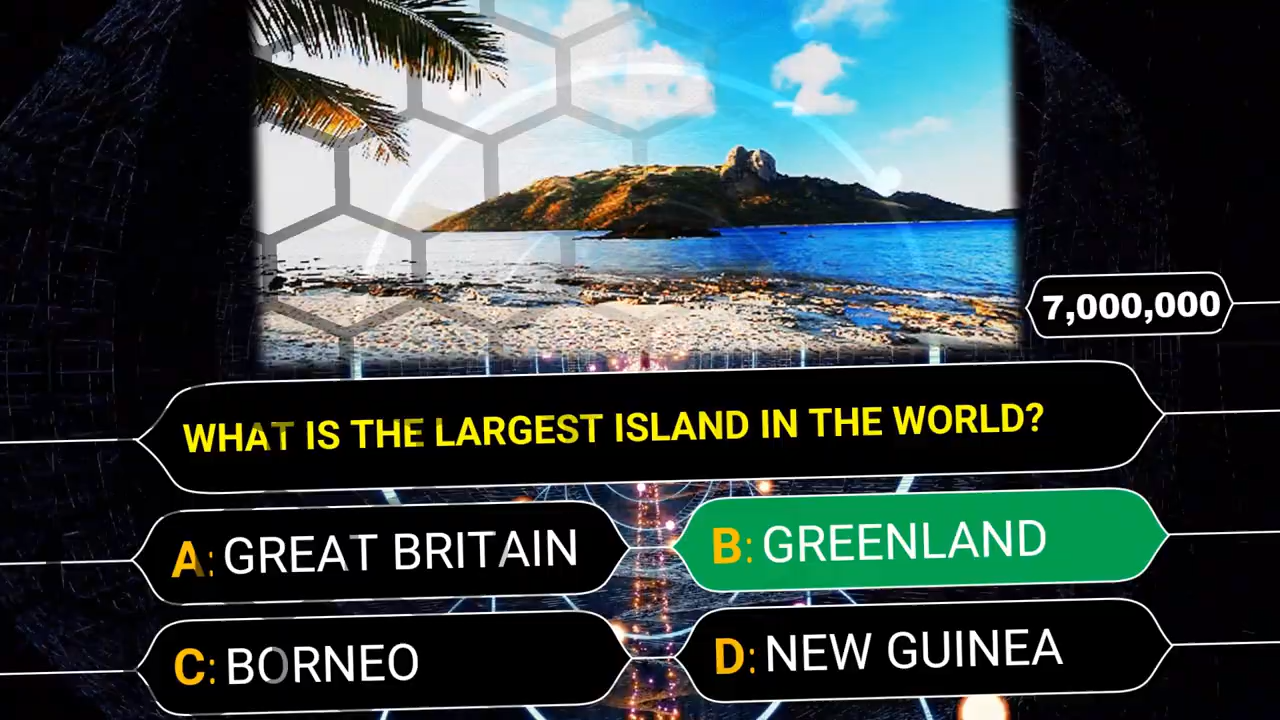 7,000,000
WHAT IS THE LARGEST ISLAND IN THE WORLD?
A: GREAT BRITAIN
B: GREENLAND
C: BORNEO
D: NEW GUINEA